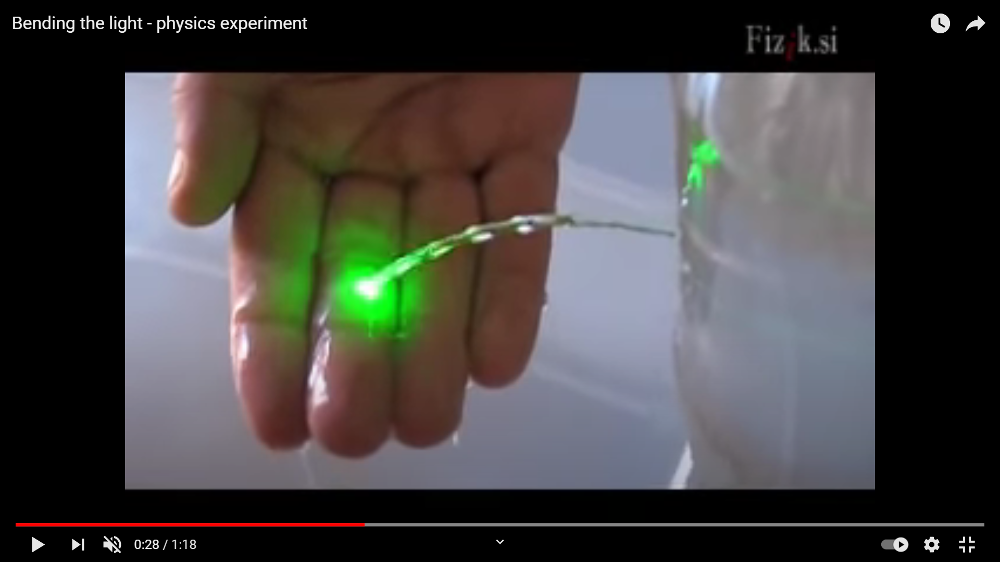 Bending the light - physics experiment
Fizik.si
0:28 / 1:18